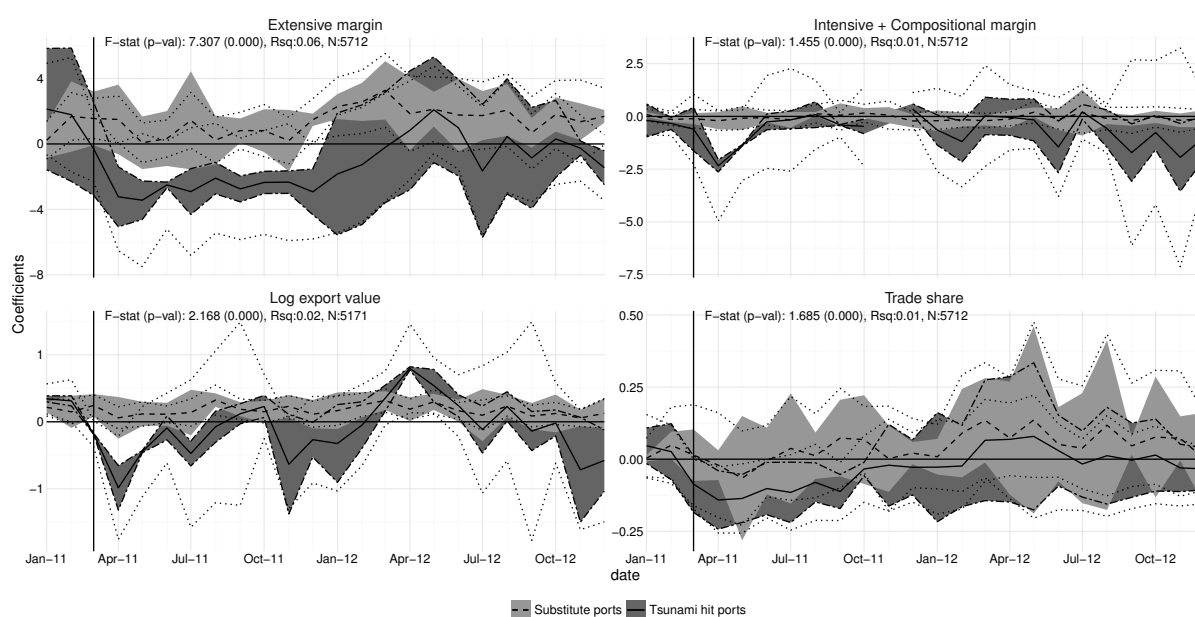 Extensive margin
F−stat (p−val): 7.307 (0.000), Rsq:0.06, N:5712
4
0
−4
−8
Intensive + Compositional margin
F−stat (p−val): 1.455 (0.000), Rsq:0.01, N:5712
2.5
0.0
−2.5
−5.0
−7.5
Coefficients
Log export value
F−stat (p−val): 2.168 (0.000), Rsq:0.02, N:5171
1
0
−1
Jan−11 Apr−11 Jul−11 Oct−11 Jan−12 Apr−12 Jul−12 Oct−12
Trade share
F−stat (p−val): 1.685 (0.000), Rsq:0.01, N:5712
0.50
0.25
0.00
−0.25
Jan−11 Apr−11 Jul−11 Oct−11 Jan−12 Apr−12 Jul−12 Oct−12
date
Substitute ports Tsunami hit ports